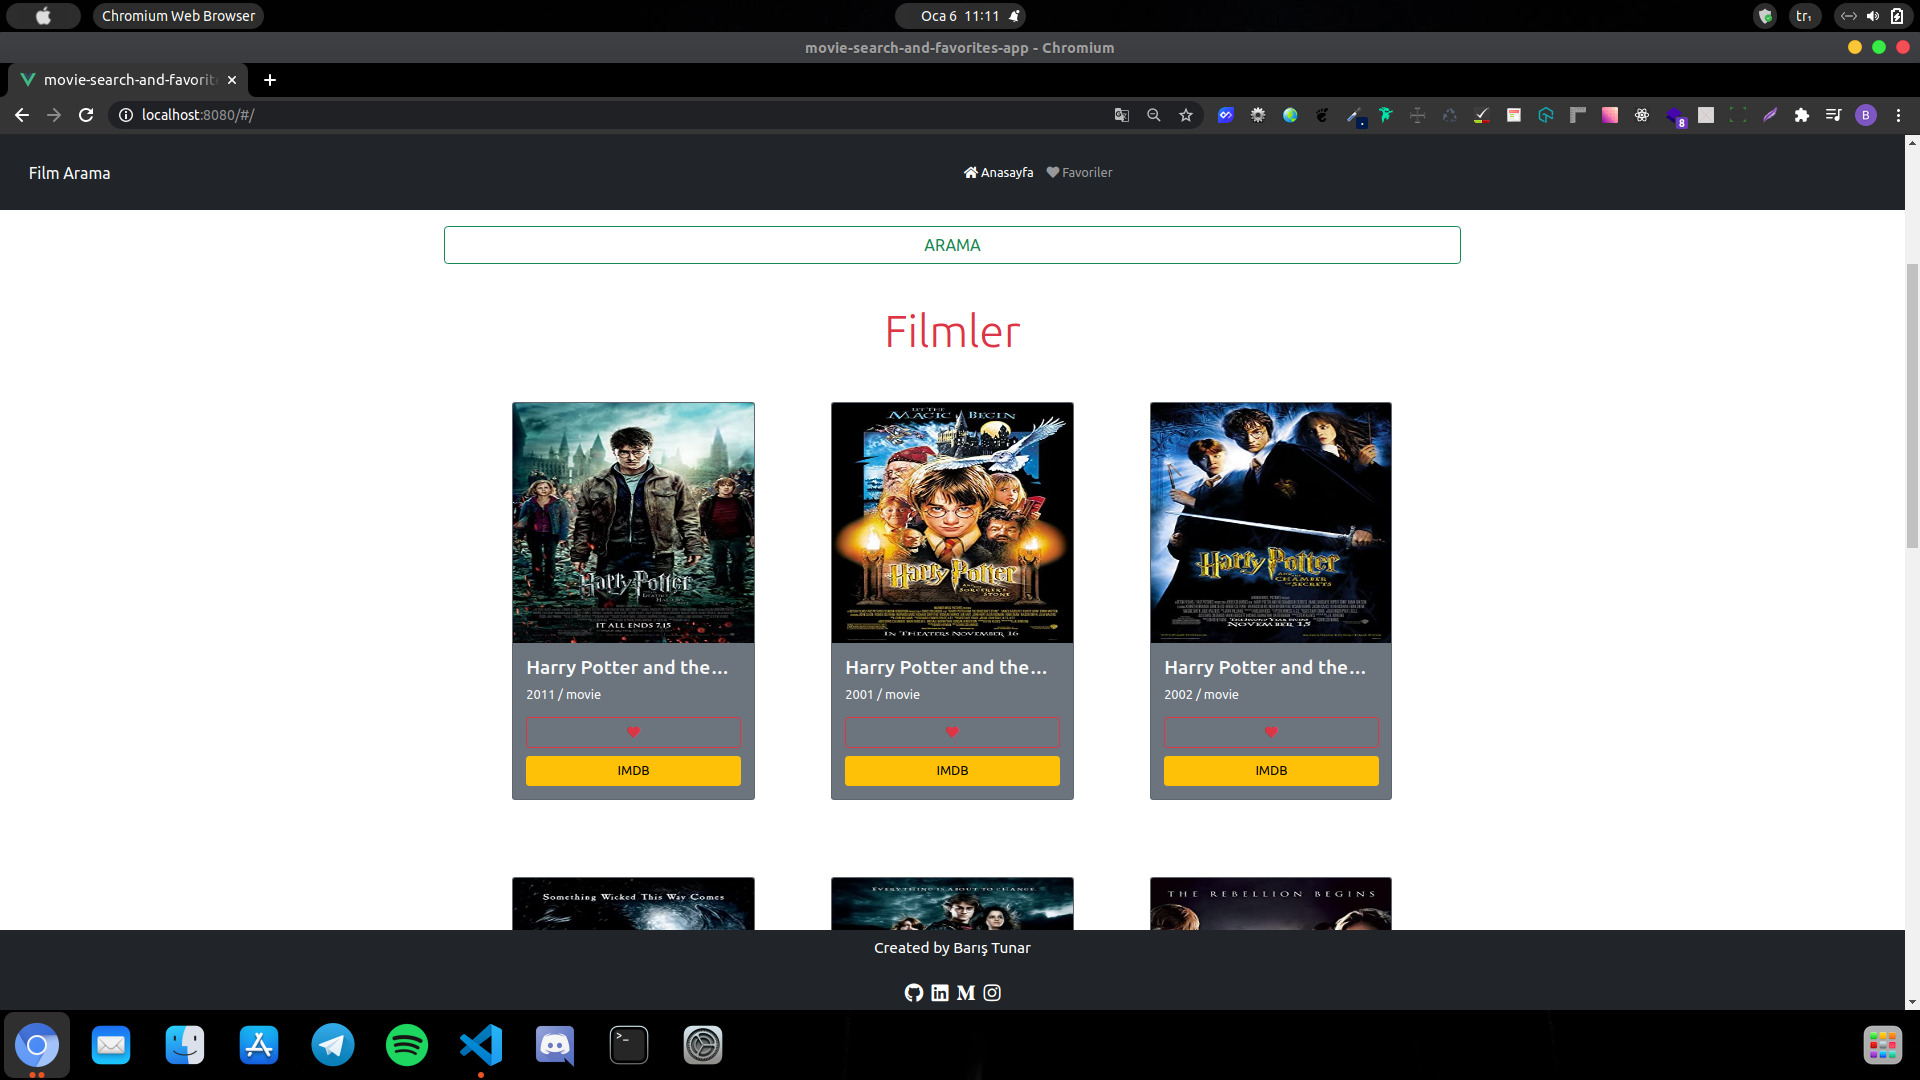 Chromium Web Browser
Oca 6 11:11
tr₁
movie-search-and-favorites-app - Chromium
movie-search-and-favorit
localhost:8080/#/
8
B
Film Arama
Anasayfa
Favoriler
ARAMA
Filmler
Harry Potter
IT ALL ENDS 7.15
LET THE
MAGIC BEGIN
Harry Potter
AND THE
SORCERER'S STONE
IN THEATERS NOVEMBER 16
Harry Potter
AND THE
CHAMBER OF SECRETS
NOVEMBER 15
Harry Potter and the...
2011 / movie
IMDB
Harry Potter and the...
2001 / movie
IMDB
Harry Potter and the...
2002 / movie
IMDB
Something Wicked This Way Comes
EVERYTHING IS ABOUT TO CHANGE.
THE REBELLION BEGINS
Created by Barış Tunar